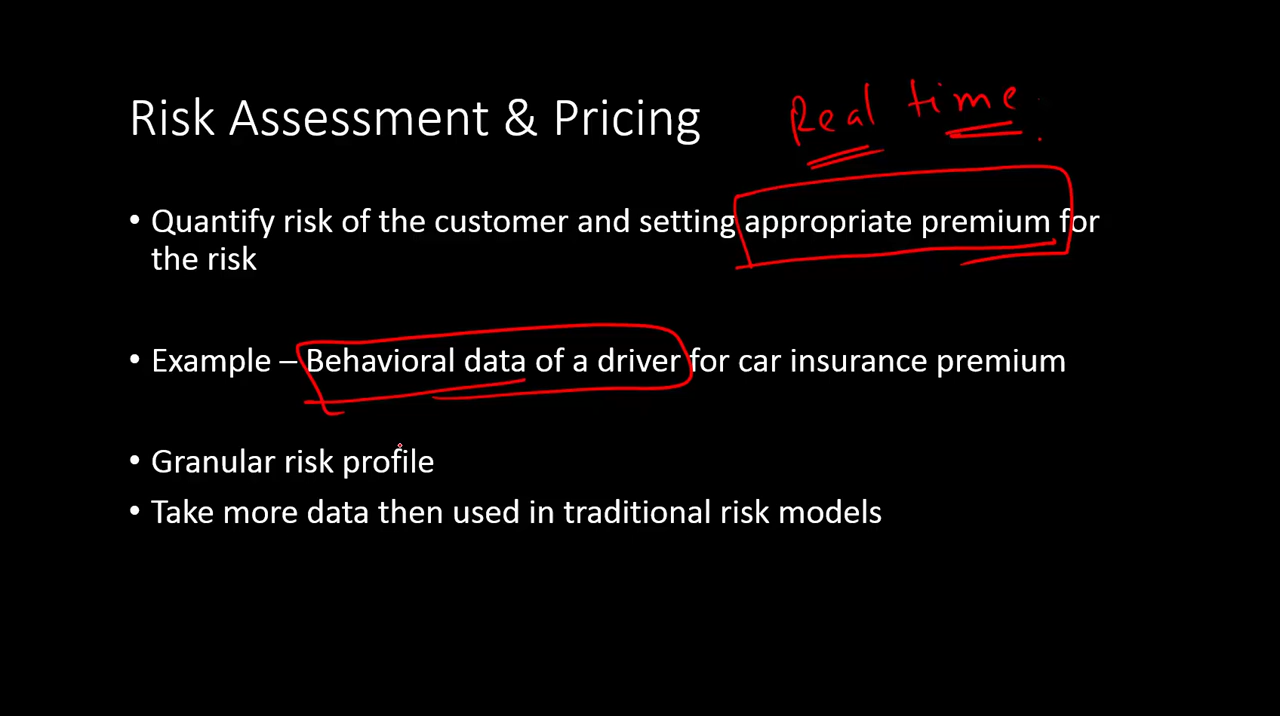 Risk Assessment & Pricing
Real time
• Quantify risk of the customer and setting appropriate premium for
the risk
• Example – Behavioral data of a driver for car insurance premium
• Granular risk profile
• Take more data then used in traditional risk models